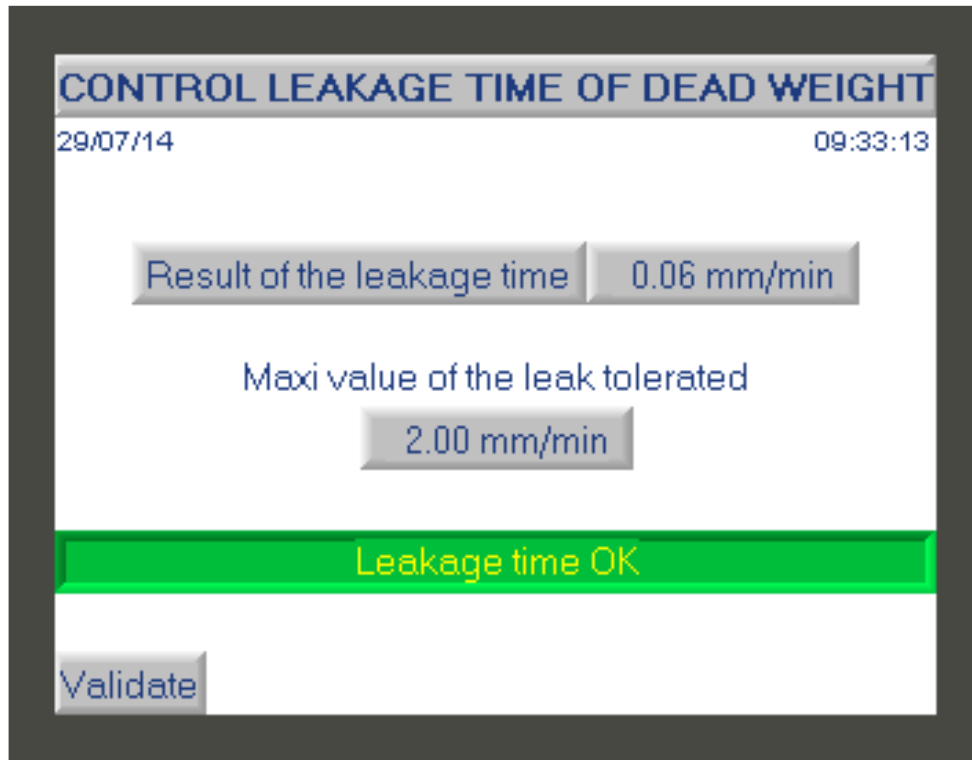 CONTROL LEAKAGE TIME OF DEAD WEIGHT
29/07/14 09:33:13
Result of the leakage time 0.06 mm/min
Maxi value of the leak tolerated
2.00 mm/min
Leakage time OK
Validate